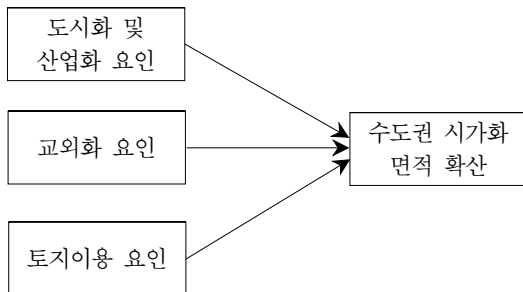 도시화 및
산업화 요인
교외화 요인
수도권 시가화
면적 확산
토지이용 요인